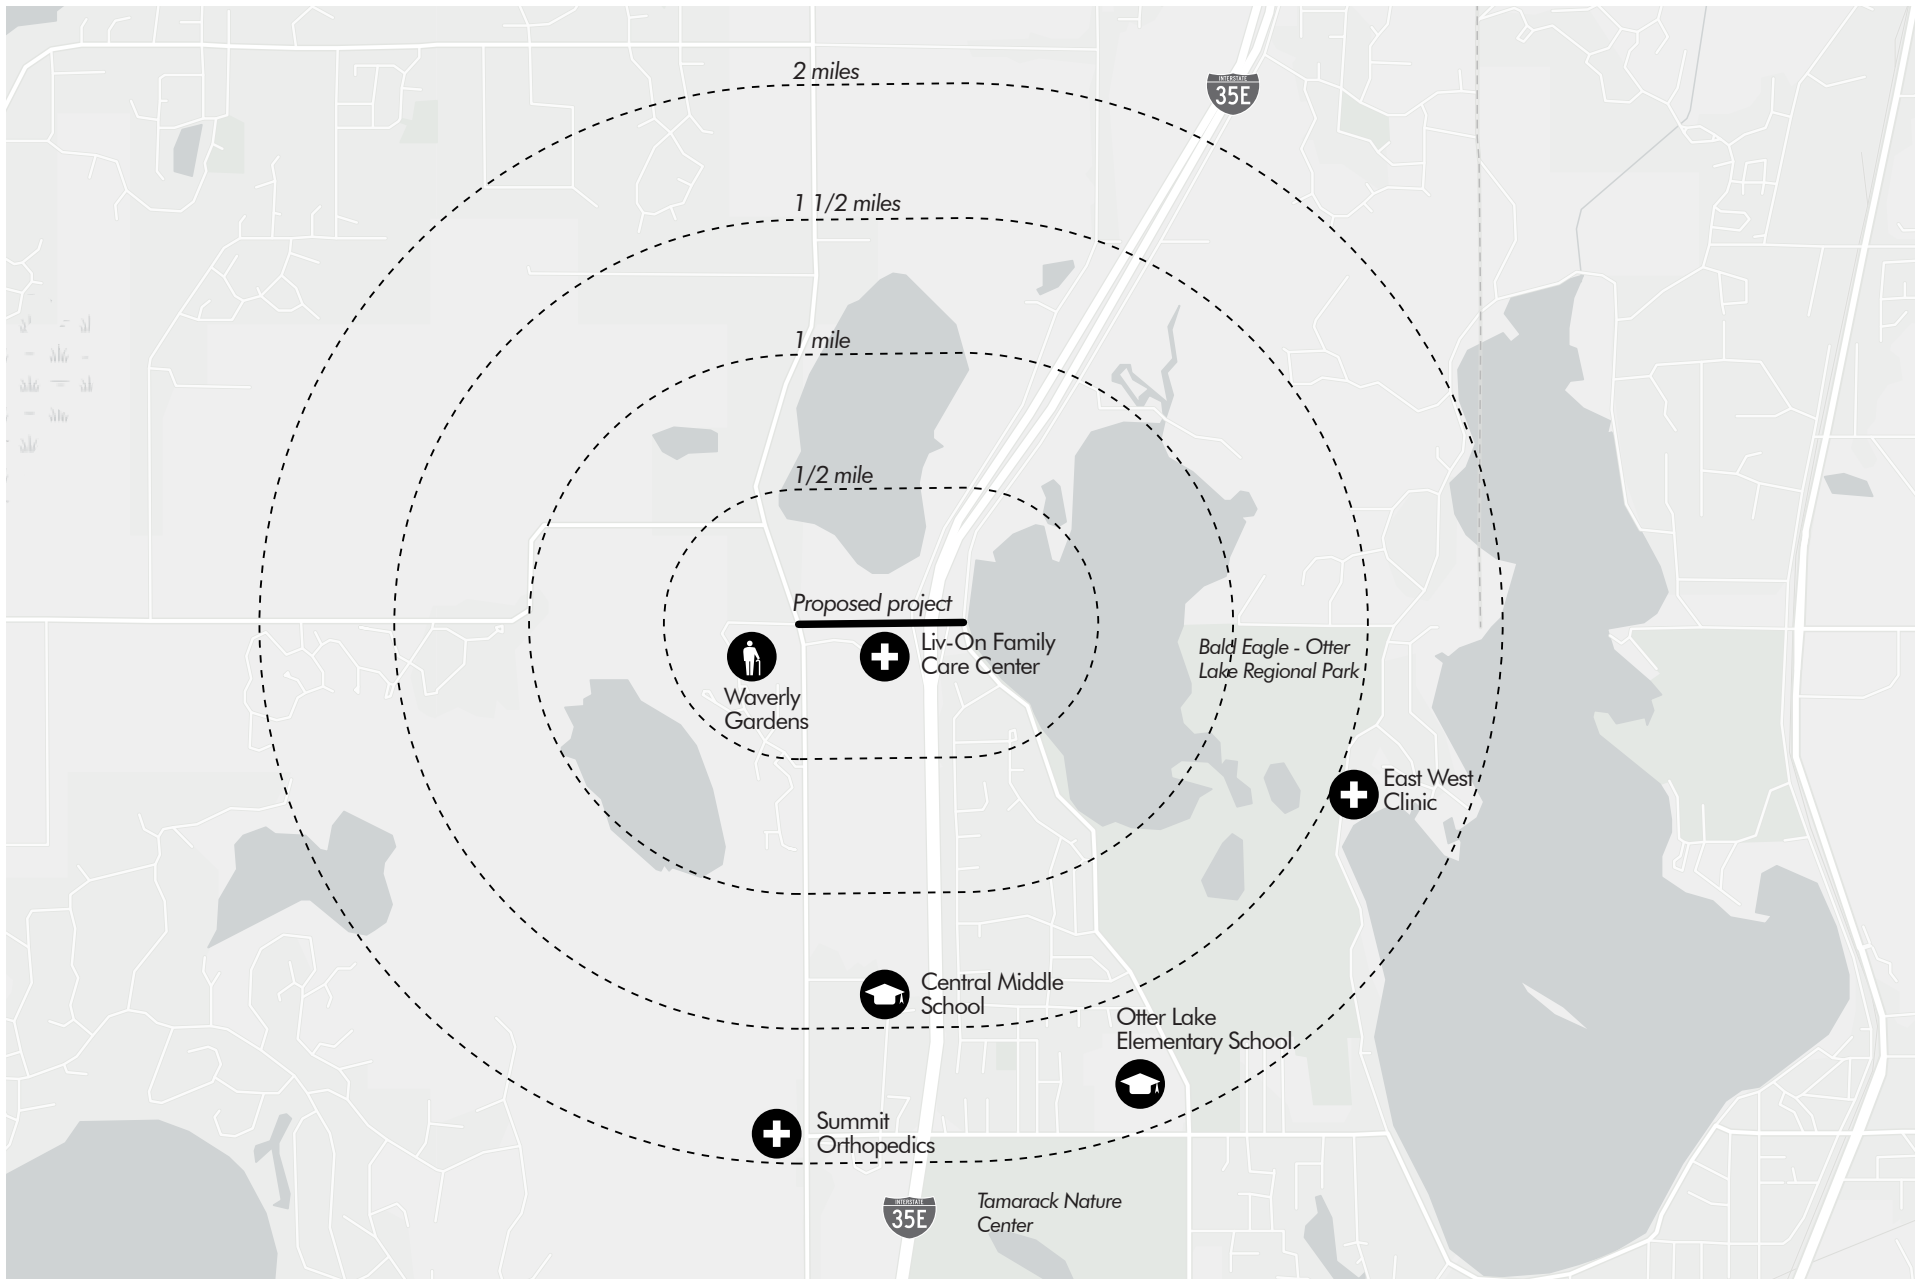 2 miles
INTERSTATE
35E
1 1/2 miles
1 mile
1/2 mile
Proposed project
Liv-On Family
Care Center
Bald Eagle - Otter
Lake Regional Park
Waverly
Gardens
East West
Clinic
Central Middle
School
Otter Lake
Elementary School
Summit
Orthopedics
INTERSTATE
35E
Tamarack Nature
Center